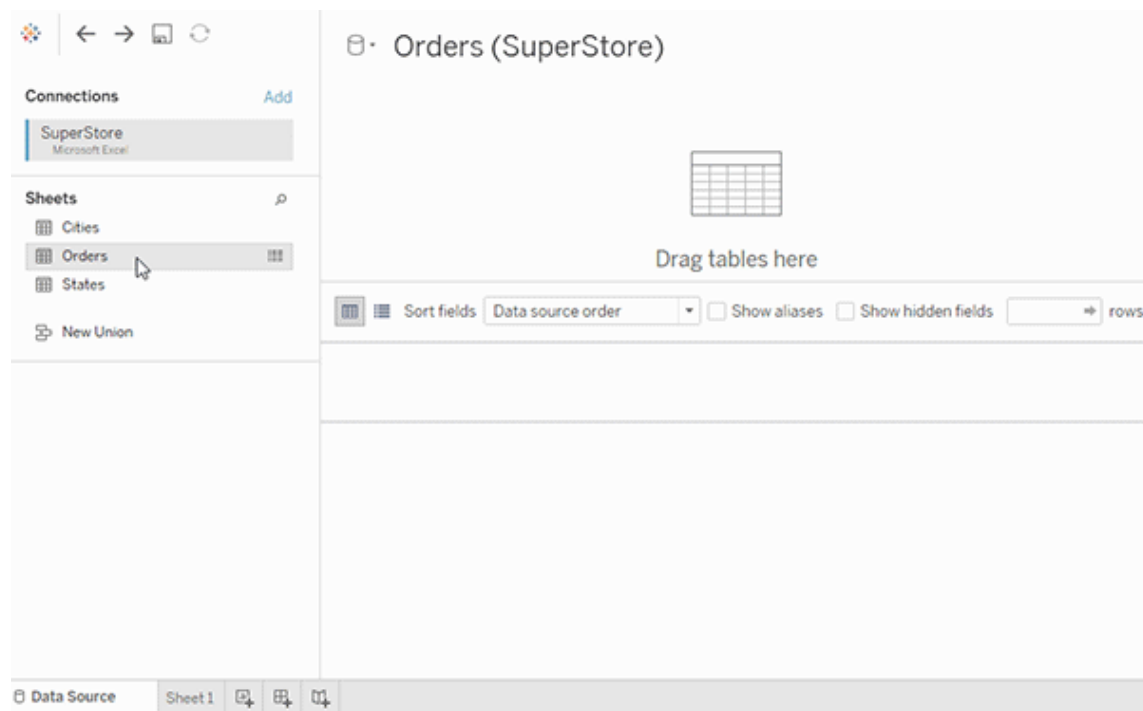 Orders (SuperStore)
Connections
Add
SuperStore
Microsoft Excel
Sheets
Cities
Orders
States
New Union
Drag tables here
Sort fields Data source order Show aliases Show hidden fields rows
Data Source Sheet 1